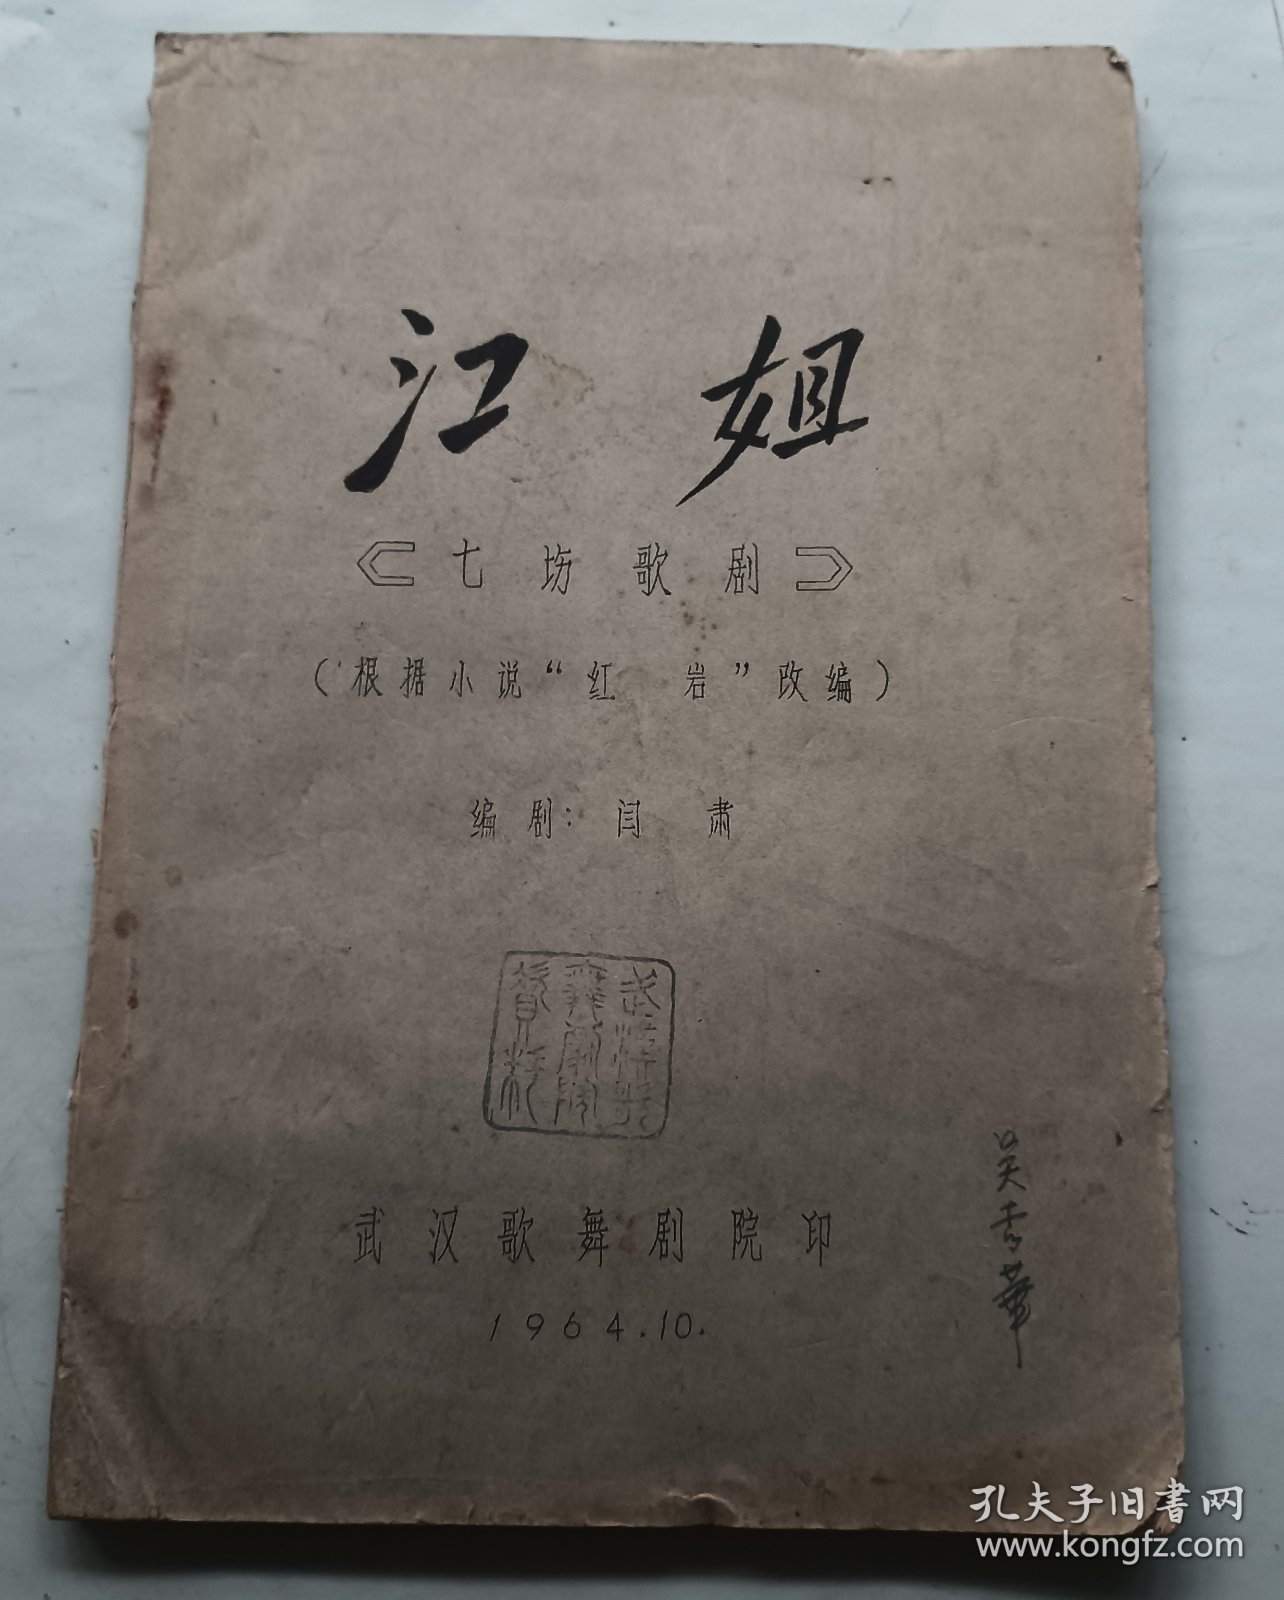 江 姐
《七场歌剧》
(根据小说“红 岩”改编)
编剧: 闫 肃
武汉歌舞剧院印
1964.10.
孔夫子旧書网
www.kongfz.com